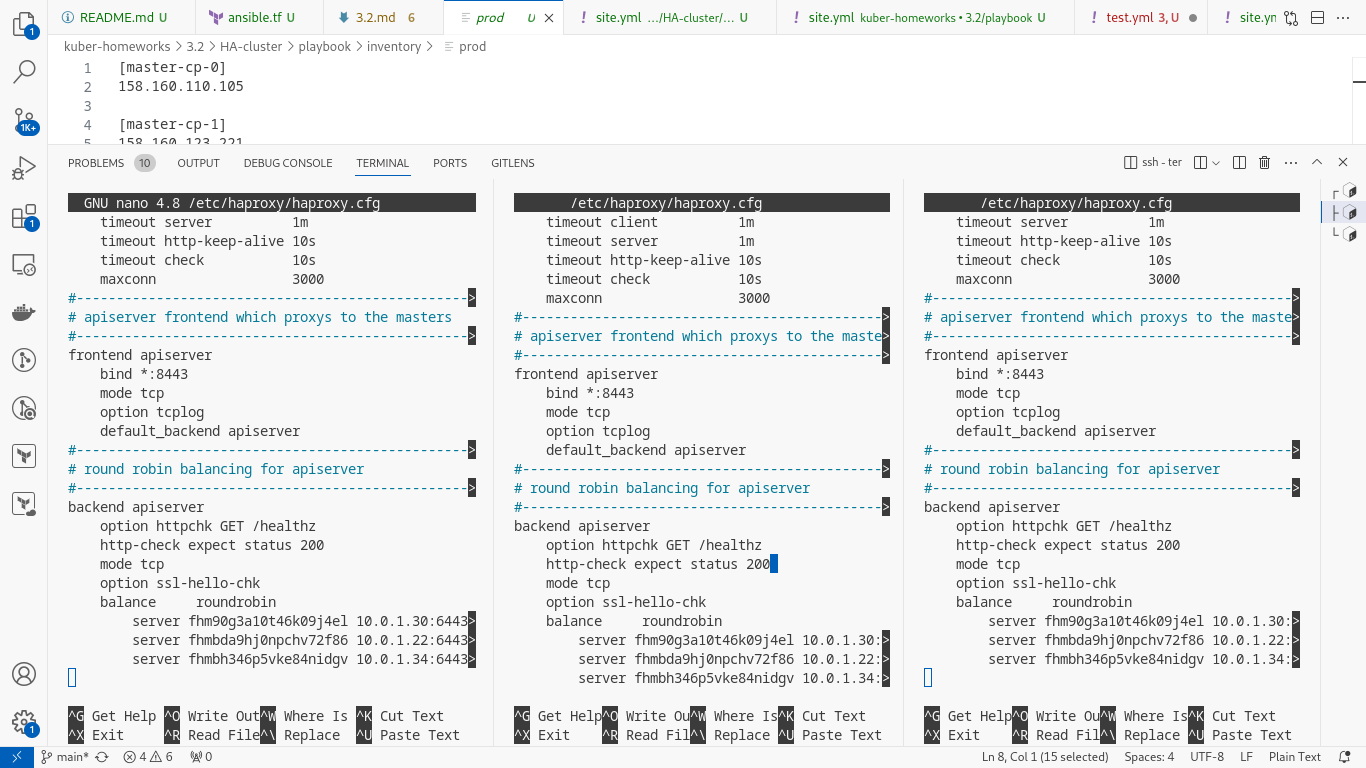 README.md U
ansible.tf U
3.2.md 6
prod U
site.yml .../HA-cluster/... U
site.yml kuber-homeworks • 3.2/playbook U
test.yml 3, U
site.yn
kuber-homeworks > 3.2 > HA-cluster > playbook > inventory > prod
1 [master-cp-0]
2 158.160.110.105
3
4 [master-cp-1]
5 158.160.123.221
1
1K+
1
1
PROBLEMS 10 OUTPUT DEBUG CONSOLE TERMINAL PORTS GITLENS
ssh - ter
GNU nano 4.8 /etc/haproxy/haproxy.cfg
timeout server 1m
timeout http-keep-alive 10s
timeout check 10s
maxconn 3000
#------------------------------------------------->
# apiserver frontend which proxys to the masters
#------------------------------------------------->
frontend apiserver
bind *:8443
mode tcp
option tcplog
default_backend apiserver
#------------------------------------------------->
# round robin balancing for apiserver
#------------------------------------------------->
backend apiserver
option httpchk GET /healthz
http-check expect status 200
mode tcp
option ssl-hello-chk
balance roundrobin
server fhm90g3a10t46k09j4el 10.0.1.30:6443>
server fhmbda9hj0npchv72f86 10.0.1.22:6443>
server fhmbh346p5vke84nidgv 10.0.1.34:6443>
^G Get Help ^O Write Out^W Where Is ^K Cut Text
^X Exit ^R Read File^\ Replace ^U Paste Text
/etc/haproxy/haproxy.cfg
timeout client 1m
timeout server 1m
timeout http-keep-alive 10s
timeout check 10s
maxconn 3000
#--------------------------------------------->
# apiserver frontend which proxys to the maste>
#--------------------------------------------->
frontend apiserver
bind *:8443
mode tcp
option tcplog
default_backend apiserver
#--------------------------------------------->
# round robin balancing for apiserver
#--------------------------------------------->
backend apiserver
option httpchk GET /healthz
http-check expect status 200
mode tcp
option ssl-hello-chk
balance roundrobin
server fhm90g3a10t46k09j4el 10.0.1.30:>
server fhmbda9hj0npchv72f86 10.0.1.22:>
server fhmbh346p5vke84nidgv 10.0.1.34:>
^G Get Help^O Write Ou^W Where Is^K Cut Text
^X Exit ^R Read Fil^\ Replace ^U Paste Text
/etc/haproxy/haproxy.cfg
timeout server 1m
timeout http-keep-alive 10s
timeout check 10s
maxconn 3000
#--------------------------------------------->
# apiserver frontend which proxys to the maste>
#--------------------------------------------->
frontend apiserver
bind *:8443
mode tcp
option tcplog
default_backend apiserver
#--------------------------------------------->
# round robin balancing for apiserver
#--------------------------------------------->
backend apiserver
option httpchk GET /healthz
http-check expect status 200
mode tcp
option ssl-hello-chk
balance roundrobin
server fhm90g3a10t46k09j4el 10.0.1.30:>
server fhmbda9hj0npchv72f86 10.0.1.22:>
server fhmbh346p5vke84nidgv 10.0.1.34:>
^G Get Help^O Write Ou^W Where Is^K Cut Text
^X Exit ^R Read Fil^\ Replace ^U Paste Text
main* 4 6 0 Ln 8, Col 1 (15 selected) Spaces: 4 UTF-8 LF Plain Text